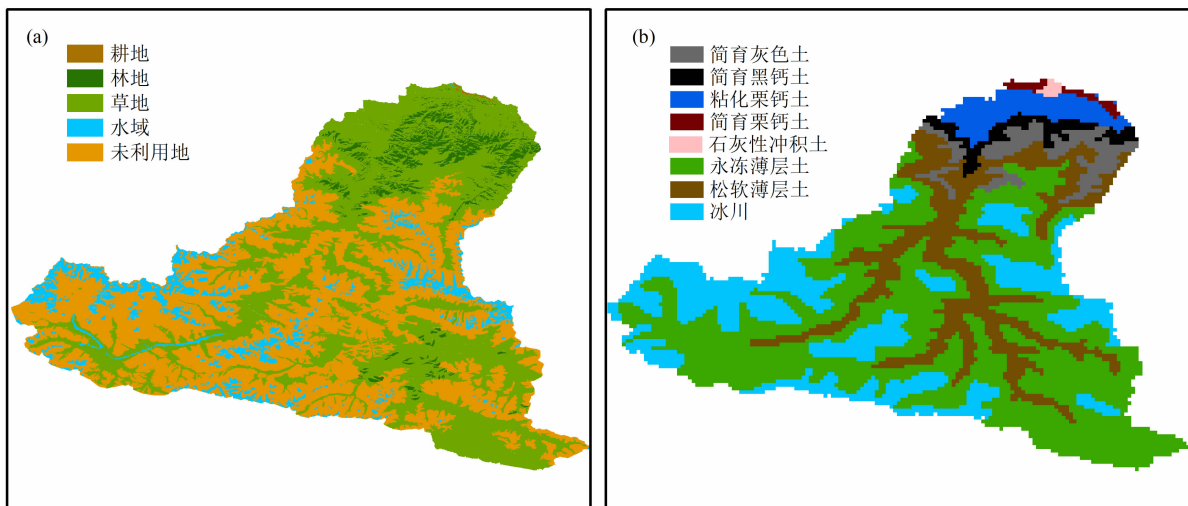 (a)
耕地
林地
草地
水域
未利用地
(b)
简育灰色土
简育黑钙土
粘化栗钙土
简育栗钙土
石灰性冲积土
永冻薄层土
松软薄层土
冰川